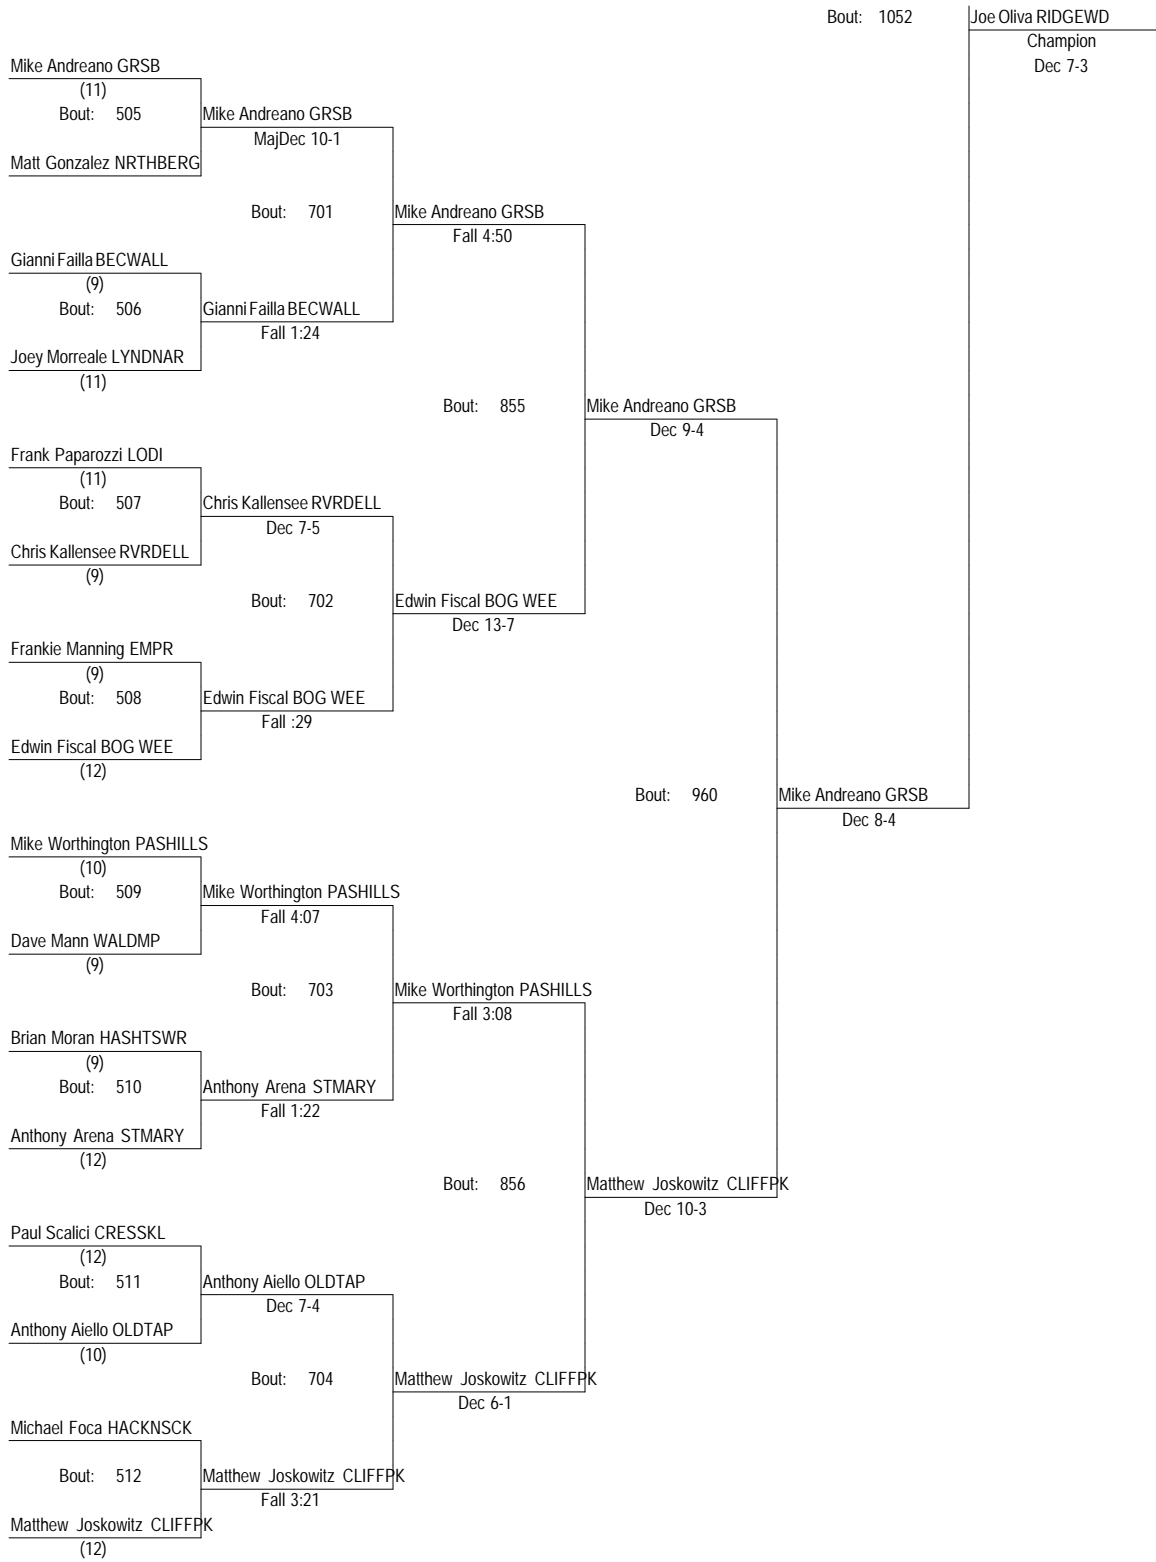 Bout: 1052 Joe Oliva RIDGEWD
Champion
Dec 7-3
Mike Andreano GRSB
(11)
Bout: 505 Mike Andreano GRSB
MajDec 10-1
Matt Gonzalez NRTHBERG
Bout: 701 Mike Andreano GRSB
Fall 4:50
Gianni Failla BECWALL
(9)
Bout: 506 Gianni Failla BECWALL
Fall 1:24
Joey Morreale LYNDNAR
(11)
Bout: 855 Mike Andreano GRSB
Dec 9-4
Frank Paparozzi LODI
(11)
Bout: 507 Chris Kallensee RVRDELL
Dec 7-5
Chris Kallensee RVRDELL
(9)
Bout: 702 Edwin Fiscal BOG WEE
Dec 13-7
Frankie Manning EMPR
(9)
Bout: 508 Edwin Fiscal BOG WEE
Fall :29
Edwin Fiscal BOG WEE
(12)
Bout: 960 Mike Andreano GRSB
Dec 8-4
Mike Worthington PASHILLS
(10)
Bout: 509 Mike Worthington PASHILLS
Fall 4:07
Dave Mann WALDMP
(9)
Bout: 703 Mike Worthington PASHILLS
Fall 3:08
Brian Moran HASHTSWR
(9)
Bout: 510 Anthony Arena STMARY
Fall 1:22
Anthony Arena STMARY
(12)
Bout: 856 Matthew Joskowitz CLIFFPK
Dec 10-3
Paul Scalici CRESSKL
(12)
Bout: 511 Anthony Aiello OLDTAP
Dec 7-4
Anthony Aiello OLDTAP
(10)
Bout: 704 Matthew Joskowitz CLIFFPK
Dec 6-1
Michael Foca HACKNSCK
Bout: 512 Matthew Joskowitz CLIFFPK
Fall 3:21
Matthew Joskowitz CLIFFPK
(12)